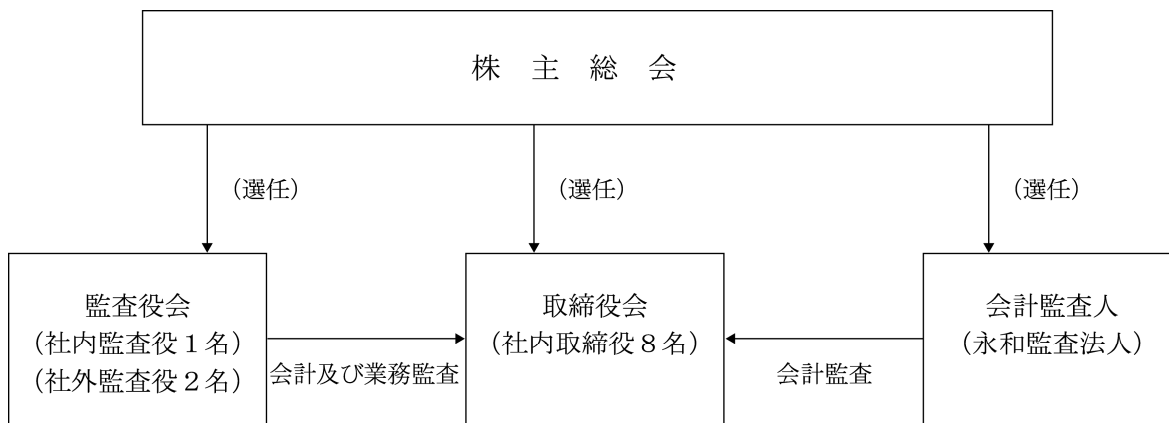 株 主 総 会
（選任）
（選任）
（選任）
監査役会
（社内監査役１名）
（社外監査役２名）
会計及び業務監査
取締役会
（社内取締役８名）
会計監査
会計監査人
（永和監査法人）